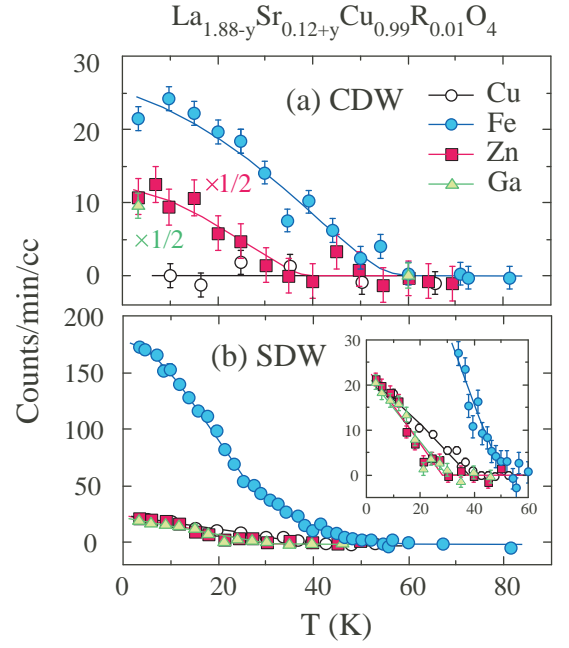 La1.88-ySr0.12+yCu0.99R0.01O4
30
20
10
0
(a) CDW
Cu
Fe
Zn
Ga
×1/2
×1/2
Counts/min/cc
200
150
100
50
0
(b) SDW
30
20
10
0
0 20 40 60
0 20 40 60 80
T (K)